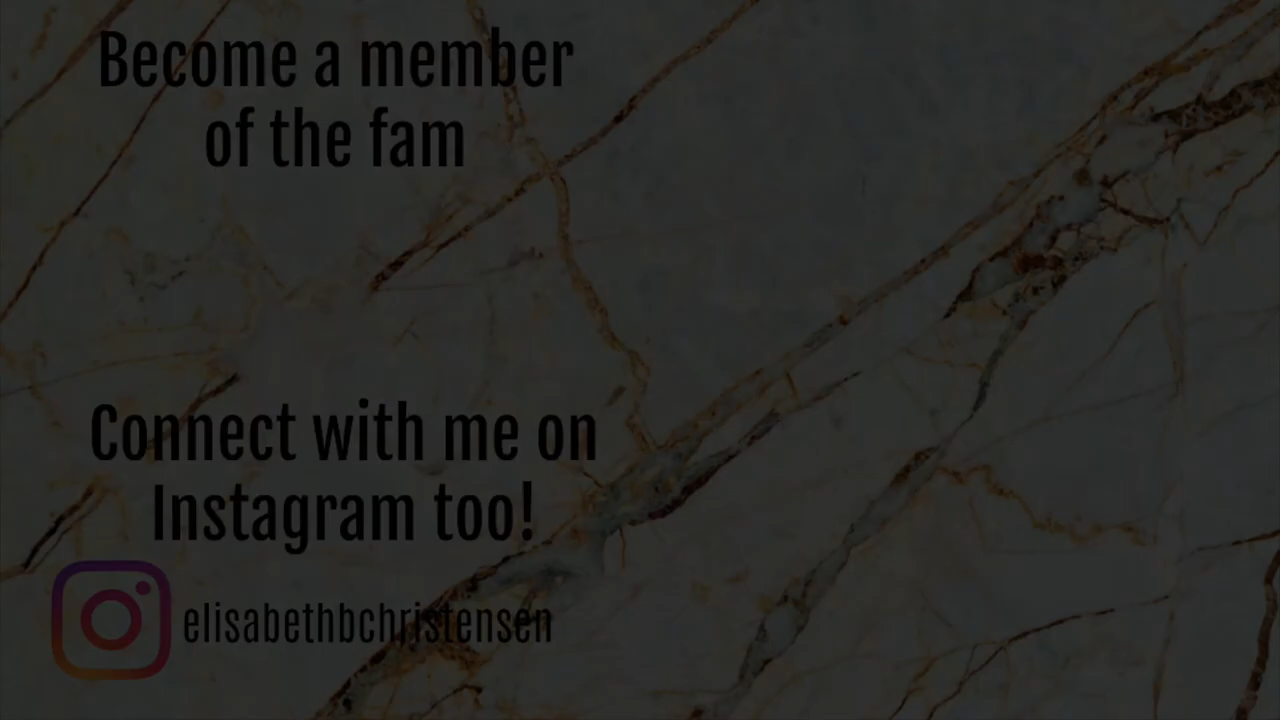 Become a member
of the fam
Connect with me on
Instagram too!
elisabethbchristensen